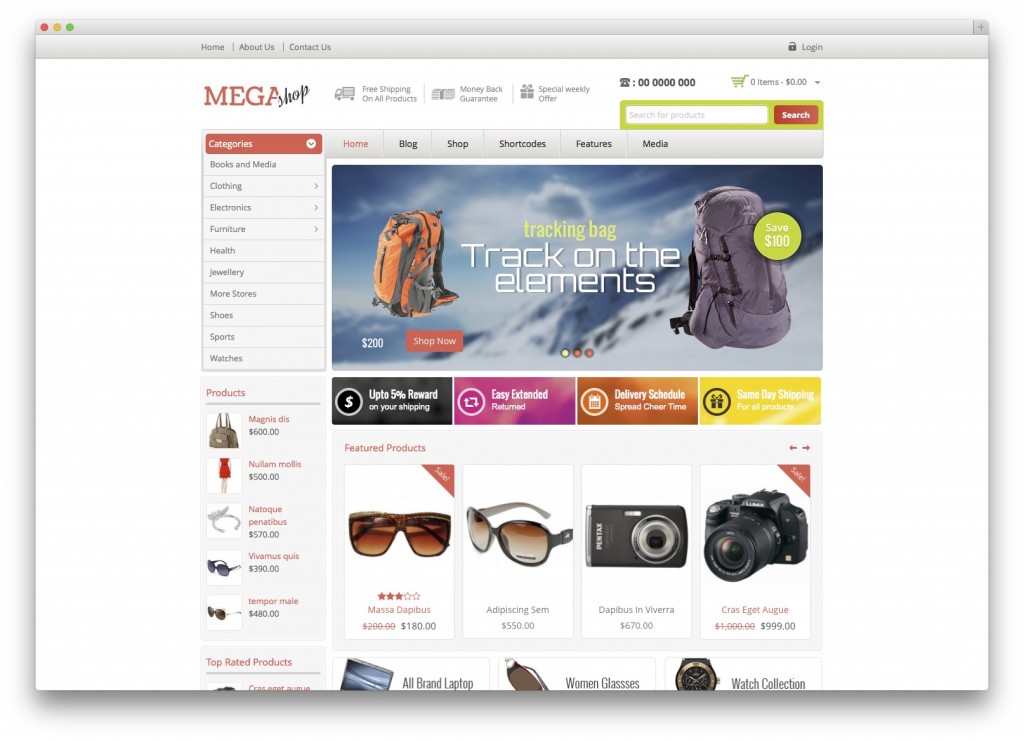 Home | About Us | Contact Us
Login
MEGAshop
Free Shipping
On All Products
Money Back
Guarantee
Special weekly
Offer
: 00 0000 000
0 Items - $0.00
Search for products
Search
Categories
Home
Blog
Shop
Shortcodes
Features
Media
Books and Media
Clothing
Electronics
Furniture
Health
Jewellery
More Stores
Shoes
Sports
Watches
tracking bag
Track on the
elements
Save
$100
$200
Shop Now
Upto 5% Reward
on your shipping
Easy Extended
Returned
Delivery Schedule
Spread Cheer Time
Same Day Shipping
For all products
Products
Magnis dis
$600.00
Nullam mollis
$500.00
Natoque
penatibus
$570.00
Vivamus quis
$390.00
tempor male
$480.00
Top Rated Products
Cras eget augue
Featured Products
Sale!
Massa Dapibus
$200.00 $180.00
Adipiscing Sem
$550.00
PENTAX
Dapibus In Viverra
$670.00
Sale!
LUMIX
Cras Eget Augue
$1,000.00 $999.00
All Brand Laptop
Women Glassses
Watch Collection